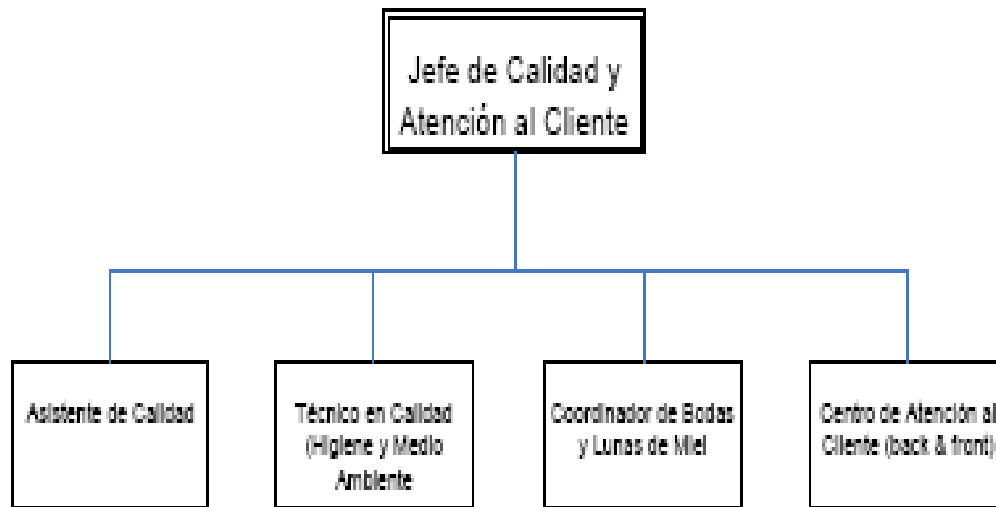 Jefe de Calidad y
Atención al Cliente
Asistente de Calidad
Técnico en Calidad
(Higiene y Medio
Ambiente
Coordinador de Bodas
y Lunas de Miel
Centro de Atención al
Cliente (back & front)